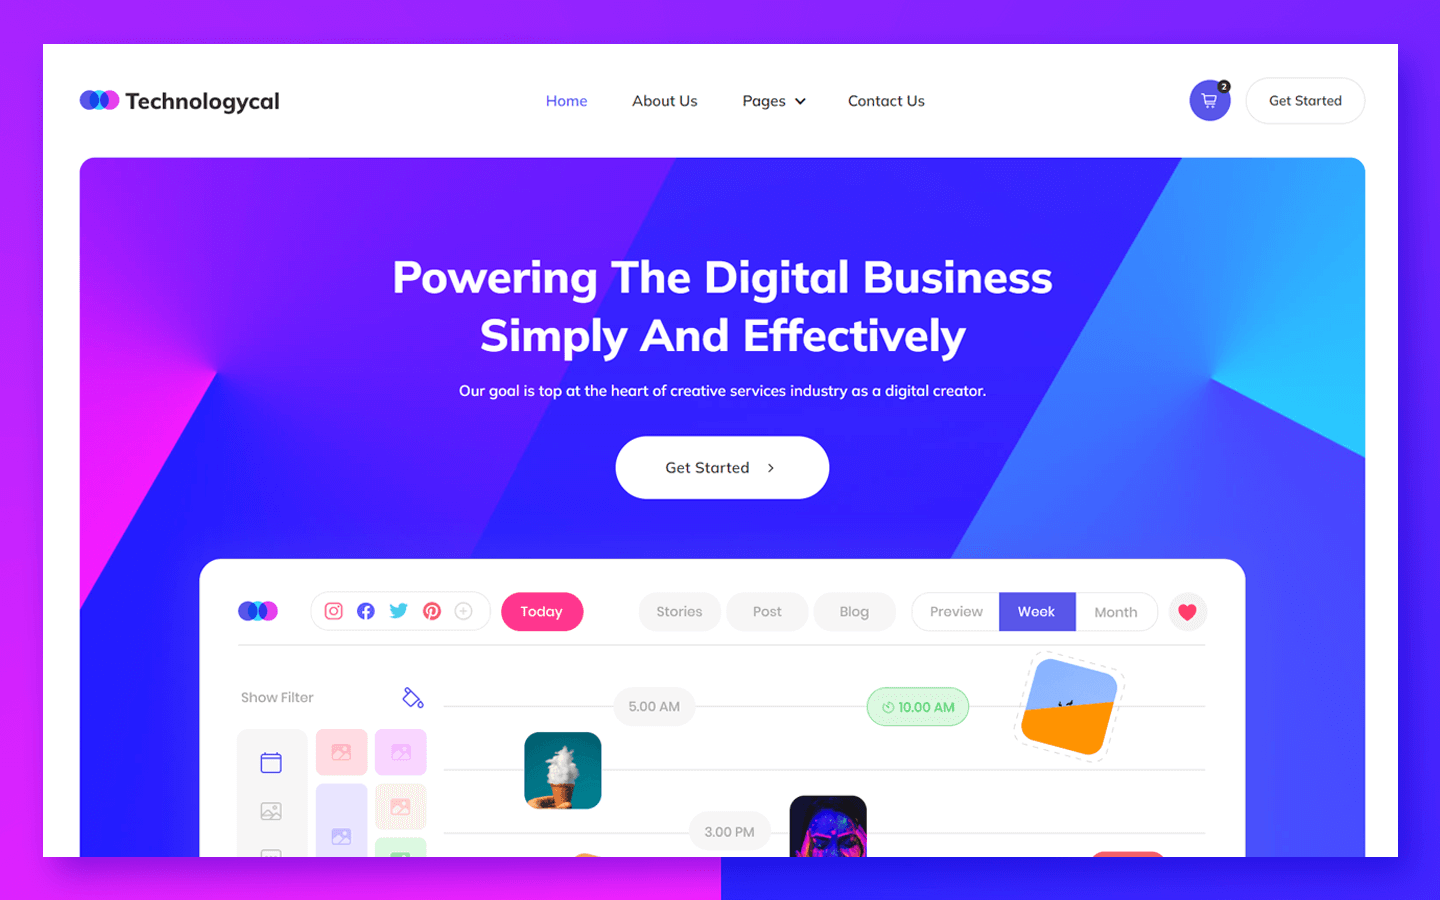 Technologycal
Home
About Us
Pages
Contact Us
2
Get Started
Powering The Digital Business
Simply And Effectively
Our goal is top at the heart of creative services industry as a digital creator.
Get Started
Today
Stories
Post
Blog
Preview
Week
Month
Show Filter
5.00 AM
10.00 AM
3.00 PM